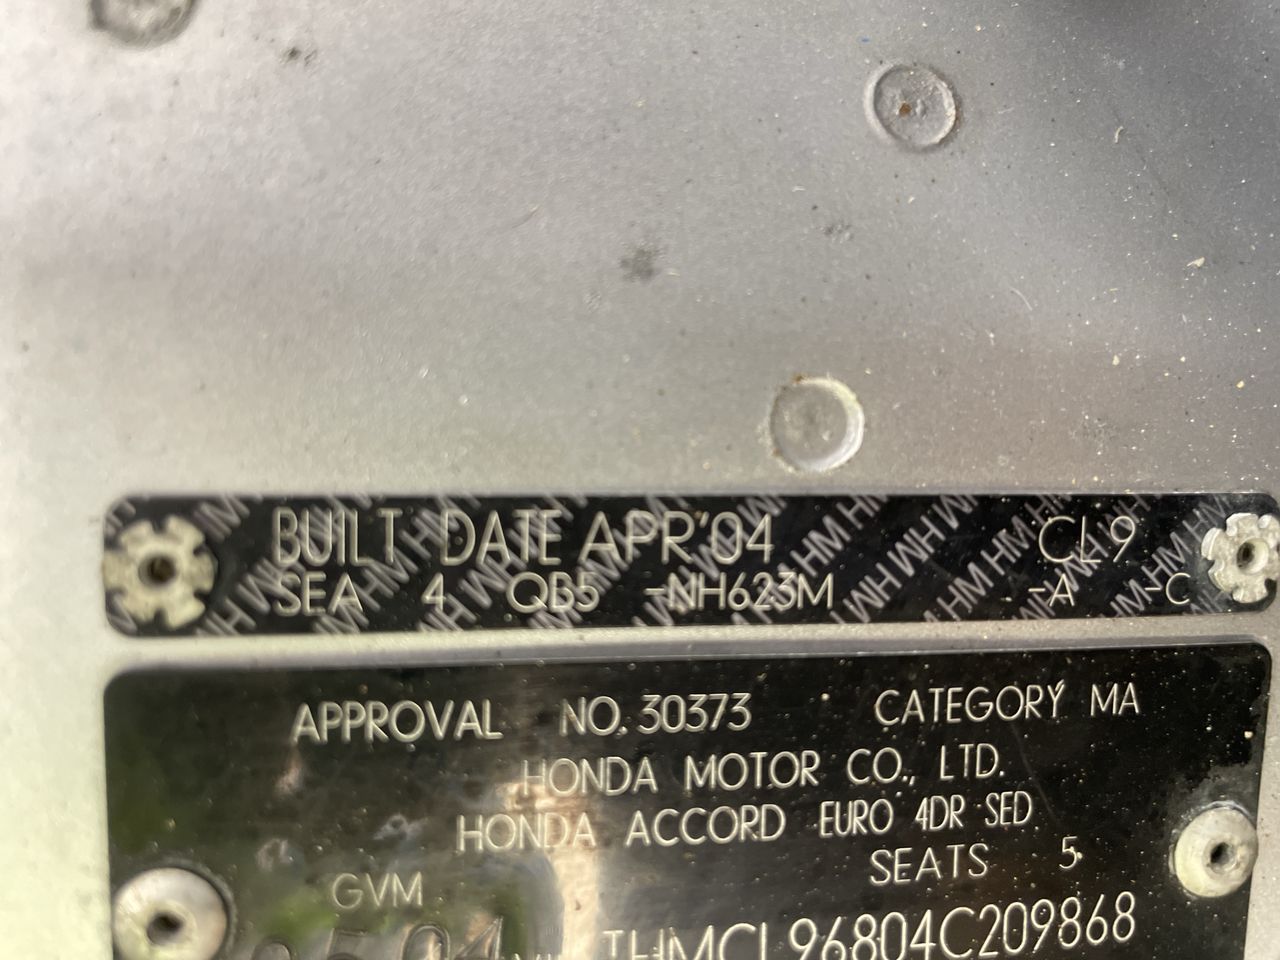 BUILT DATE APR'04 CL9
SEA 4 QB5 -NH623M -A -C
APPROVAL NO. 30373 CATEGORY MA
HONDA MOTOR CO., LTD.
HONDA ACCORD EURO 4DR SED
SEATS 5
GVM
JHMCL96804C209868